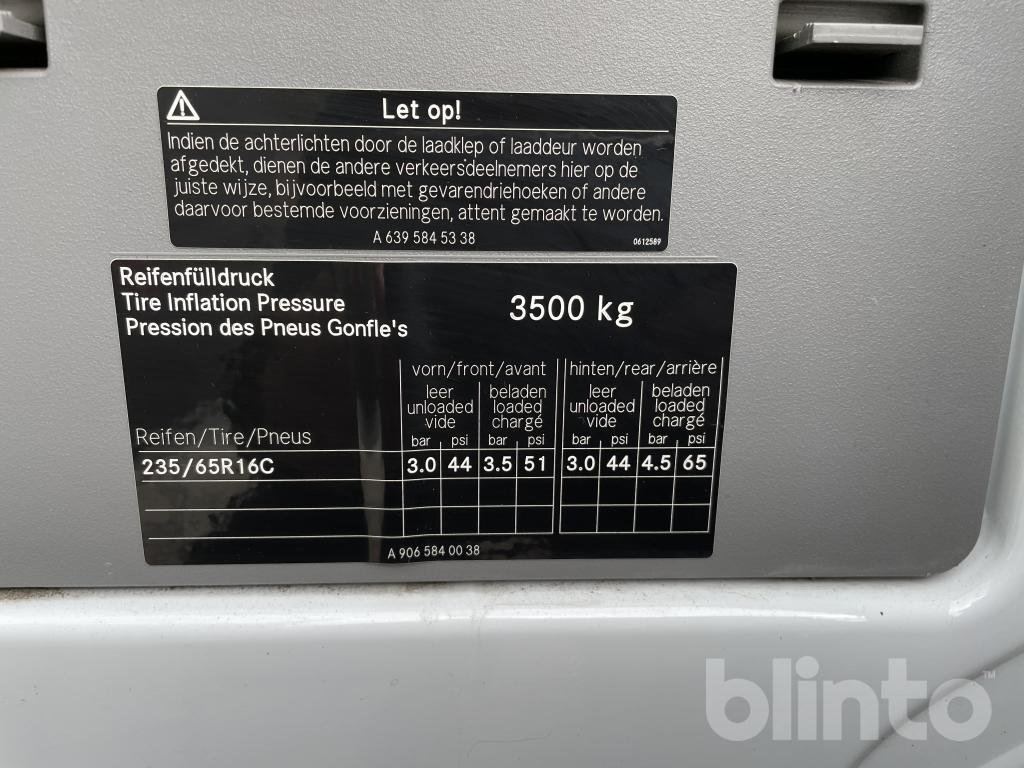 Let op!
Indien de achterlichten door de laadklep of laaddeur worden
afgedekt, dienen de andere verkeersdeelnemers hier op de
juiste wijze, bijvoorbeeld met gevarendriehoeken of andere
daarvoor bestemde voorzieningen, attent gemaakt te worden.
A 639 584 53 38 0612589
Reifenfülldruck
Tire Inflation Pressure
Pression des Pneus Gonfle's
3500 kg
vorn/front/avant hinten/rear/arrière
leer beladen leer beladen
unloaded loaded unloaded loaded
vide chargé vide chargé
Reifen/Tire/Pneus bar psi bar psi bar psi bar psi
235/65R16C 3.0 44 3.5 51 3.0 44 4.5 65
A 906 584 00 38
blinto™